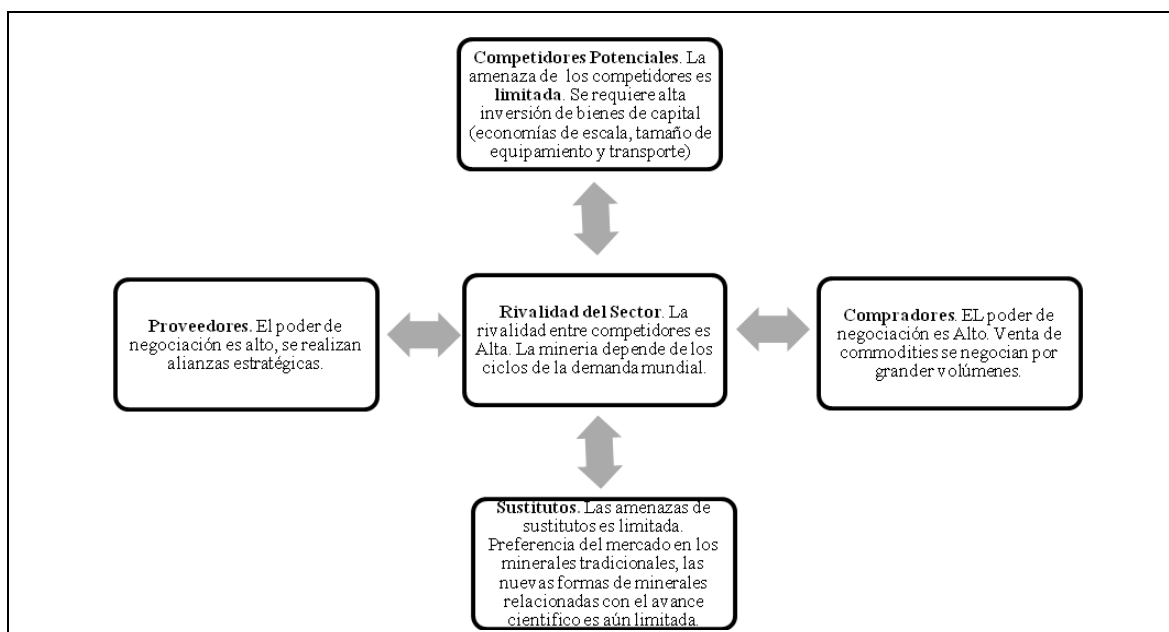 Competidores Potenciales. La
amenaza de los competidores es
limitada. Se requiere alta
inversión de bienes de capital
(economías de escala, tamaño de
equipamiento y transporte)
Proveedores. El poder de
negociación es alto, se realizan
alianzas estratégicas.
Rivalidad del Sector. La
rivalidad entre competidores es
Alta. La mineria depende de los
ciclos de la demanda mundial.
Compradores. EL poder de
negociación es Alto. Venta de
commodities se negocian por
grander volúmenes.
Sustitutos. Las amenazas de
sustitutos es limitada.
Preferencia del mercado en los
minerales tradicionales, las
nuevas formas de minerales
relacionadas con el avance
científico es aún limitada.